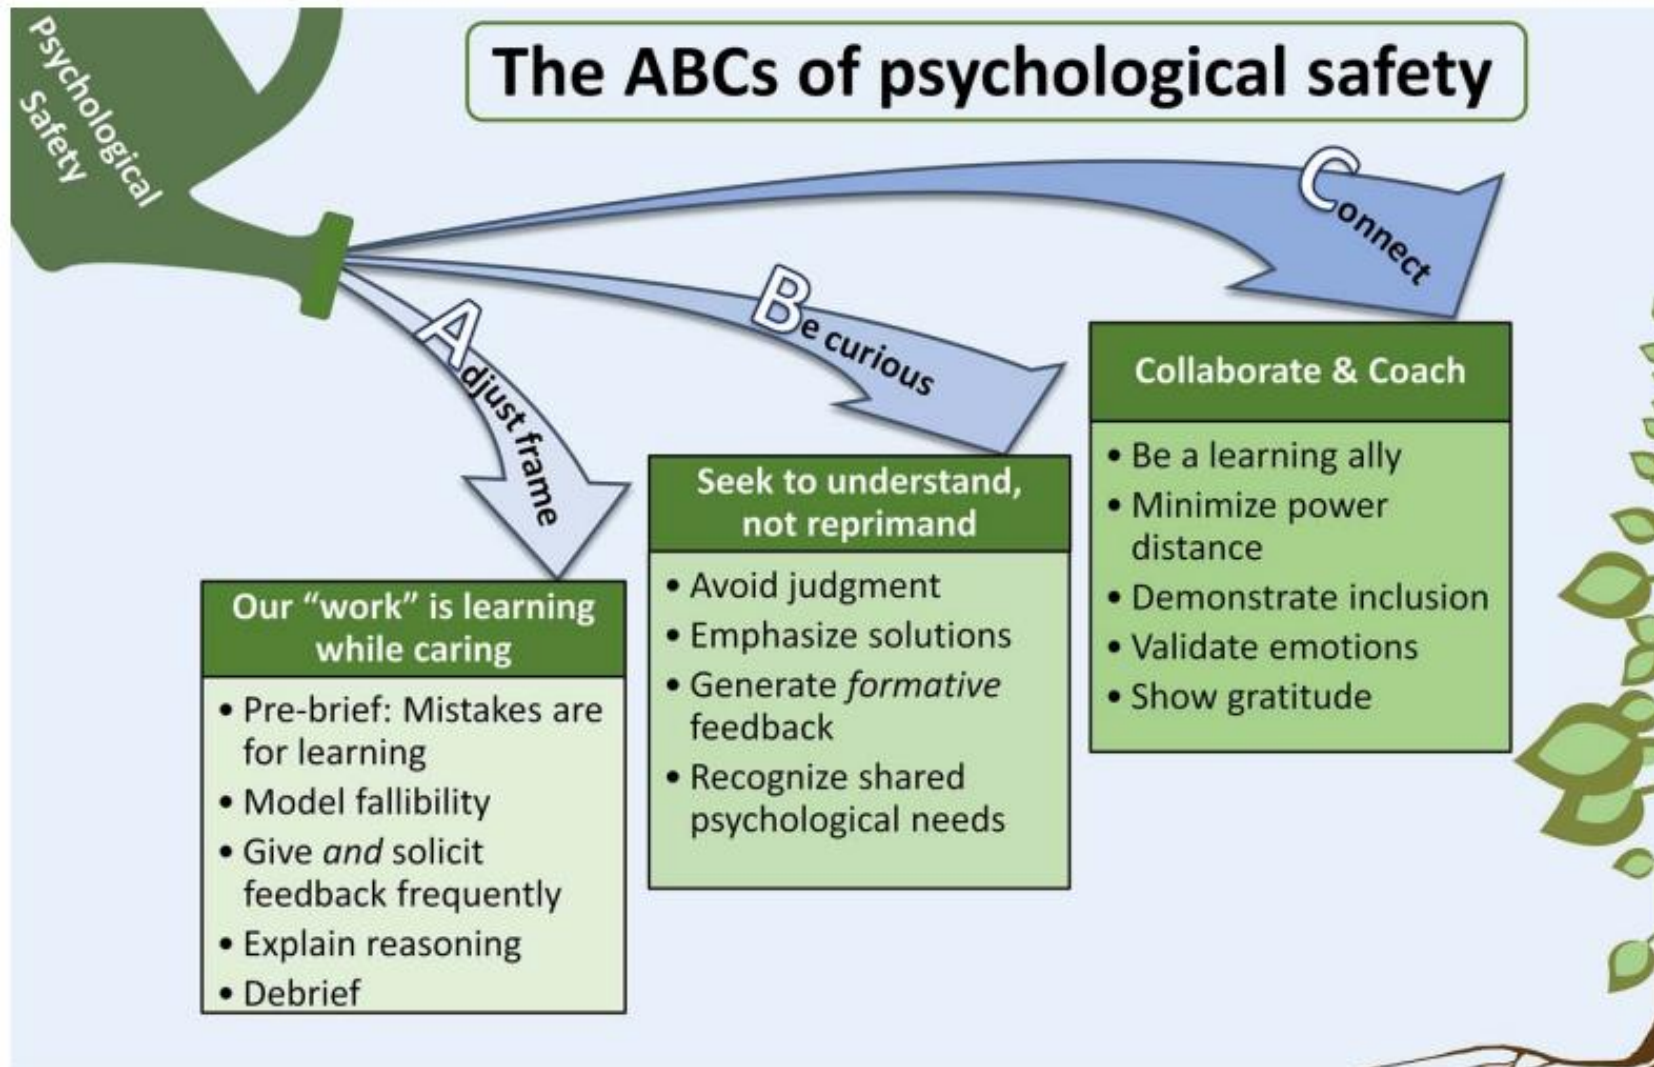 Psychological
Safety
The ABCs of psychological safety
Adjust frame
Be curious
Connect
Our “work” is learning
while caring
• Pre-brief: Mistakes are
for learning
• Model fallibility
• Give and solicit
feedback frequently
• Explain reasoning
• Debrief
Seek to understand,
not reprimand
• Avoid judgment
• Emphasize solutions
• Generate formative
feedback
• Recognize shared
psychological needs
Collaborate & Coach
• Be a learning ally
• Minimize power
distance
• Demonstrate inclusion
• Validate emotions
• Show gratitude